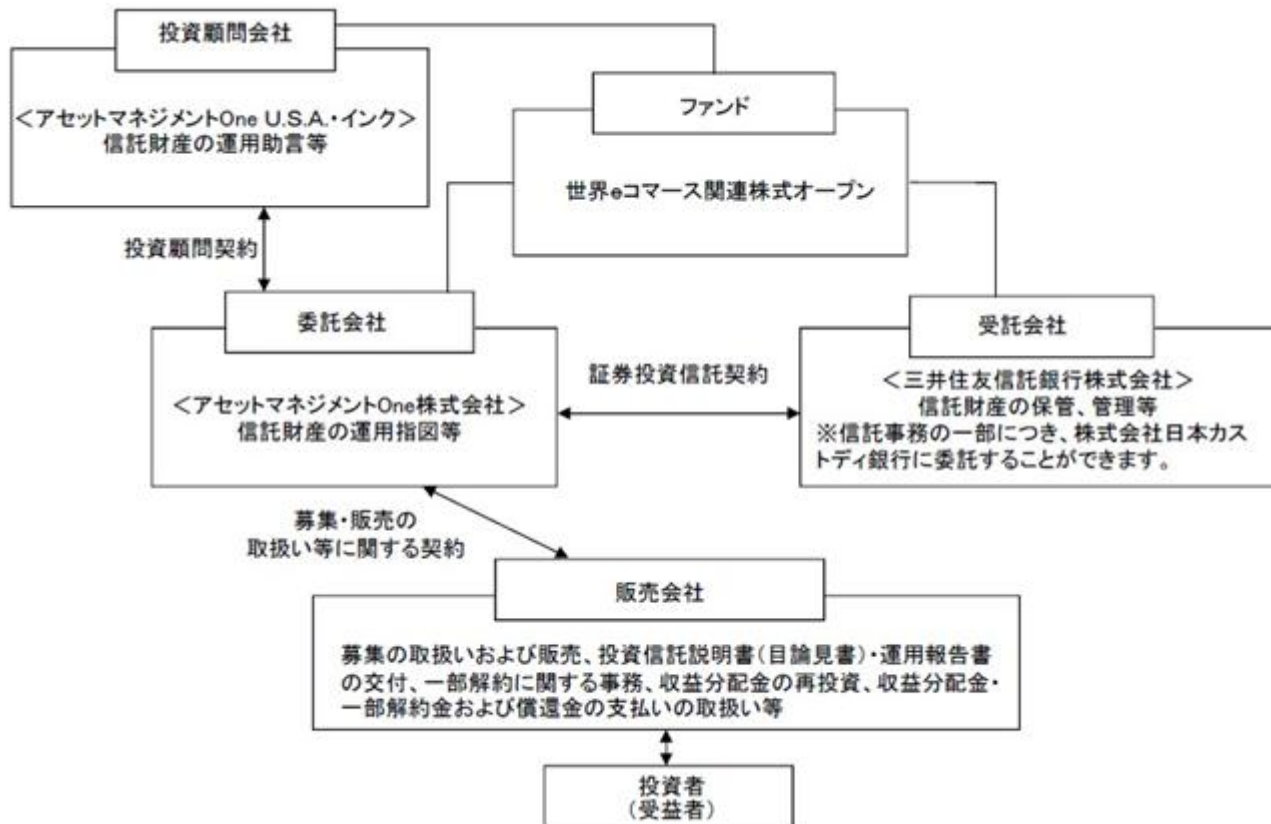 投資顧問会社
＜アセットマネジメントOne U.S.A.・インク＞
信託財産の運用助言等
ファンド
世界eコマース関連株式オープン
投資顧問契約
委託会社
＜アセットマネジメントOne株式会社＞
信託財産の運用指図等
証券投資信託契約
受託会社
＜三井住友信託銀行株式会社＞
信託財産の保管、管理等
※信託事務の一部につき、株式会社日本カス
トディ銀行に委託することができます。
募集・販売の
取扱い等に関する契約
販売会社
募集の取扱いおよび販売、投資信託説明書(目論見書)・運用報告書
の交付、一部解約に関する事務、収益分配金の再投資、収益分配金・
一部解約金および償還金の支払いの取扱い等
投資者
(受益者)